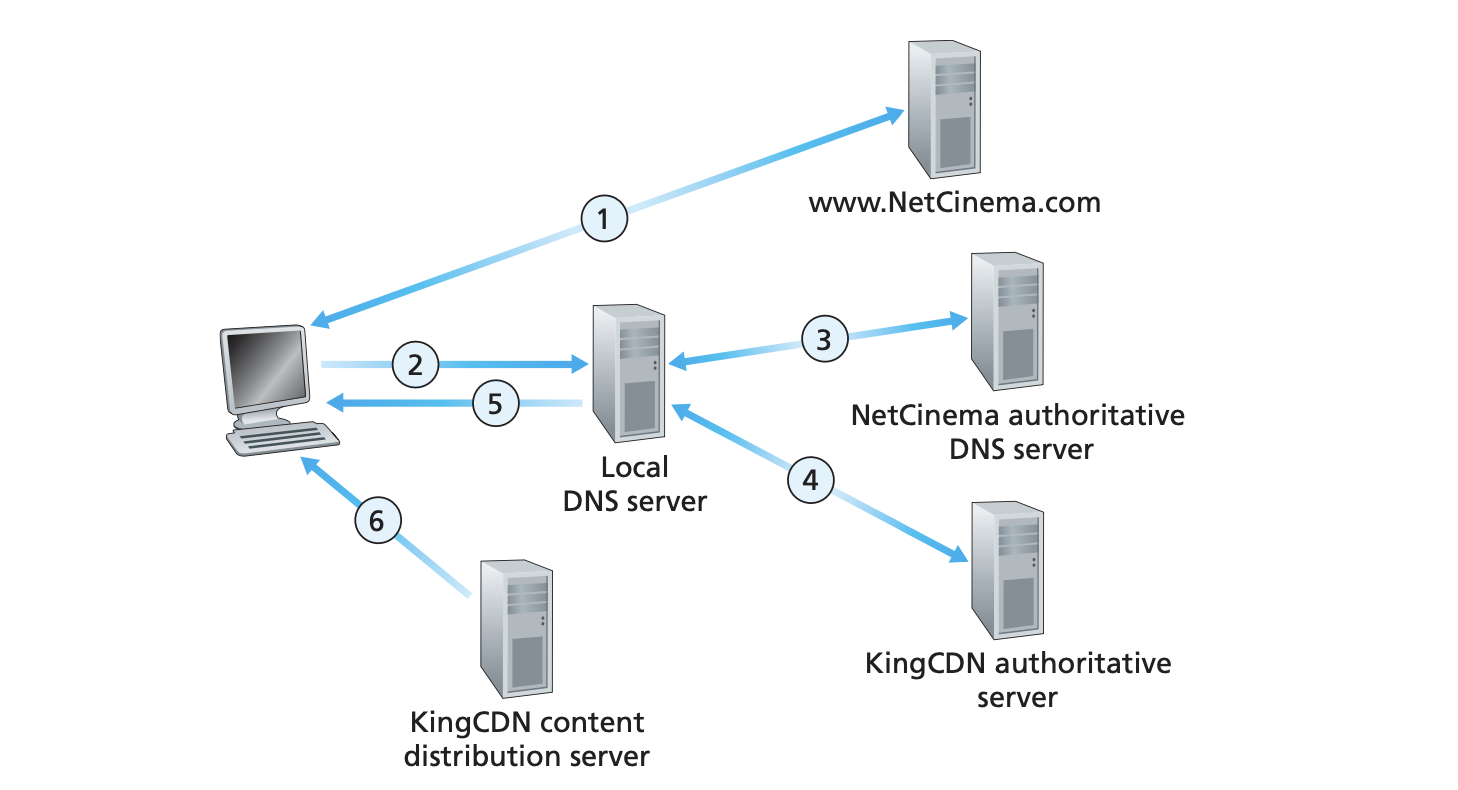 www.NetCinema.com
1
2
3
5
NetCinema authoritative
DNS server
Local
DNS server
4
6
KingCDN authoritative
server
KingCDN content
distribution server